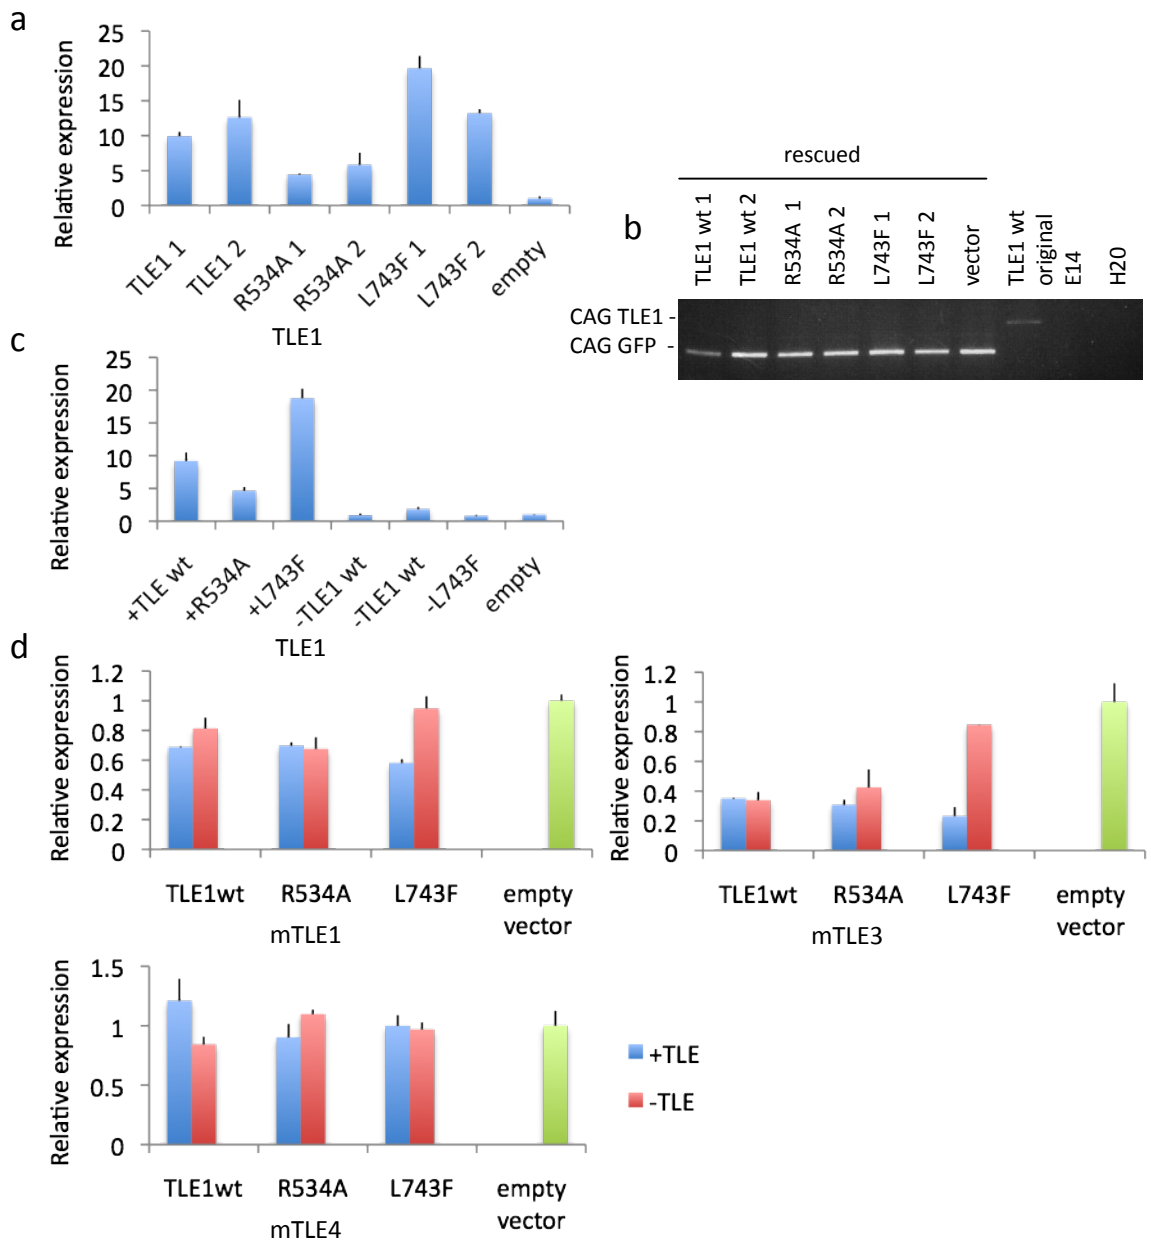 a
Relative expression
25
20
15
10
5
0
TLE1 1
TLE1 2
R534A 1
R534A 2
L743F 1
L743F 2
empty
TLE1
b
rescued
TLE1 wt 1
TLE1 wt 2
R534A 1
R534A 2
L743F 1
L743F 2
vector
TLE1 wt
original
E14
H20
CAG TLE1 -
CAG GFP -
c
Relative expression
25
20
15
10
5
0
+TLE wt
+R534A
+L743F
-TLE1 wt
-TLE1 wt
-L743F
empty
TLE1
d
Relative expression
1.2
1
0.8
0.6
0.4
0.2
0
TLE1wt
R534A
L743F
empty
vector
mTLE1
Relative expression
1.2
1
0.8
0.6
0.4
0.2
0
TLE1wt
R534A
L743F
empty
vector
mTLE3
Relative expression
1.5
1
0.5
0
TLE1wt
R534A
L743F
empty
vector
mTLE4
+TLE
-TLE